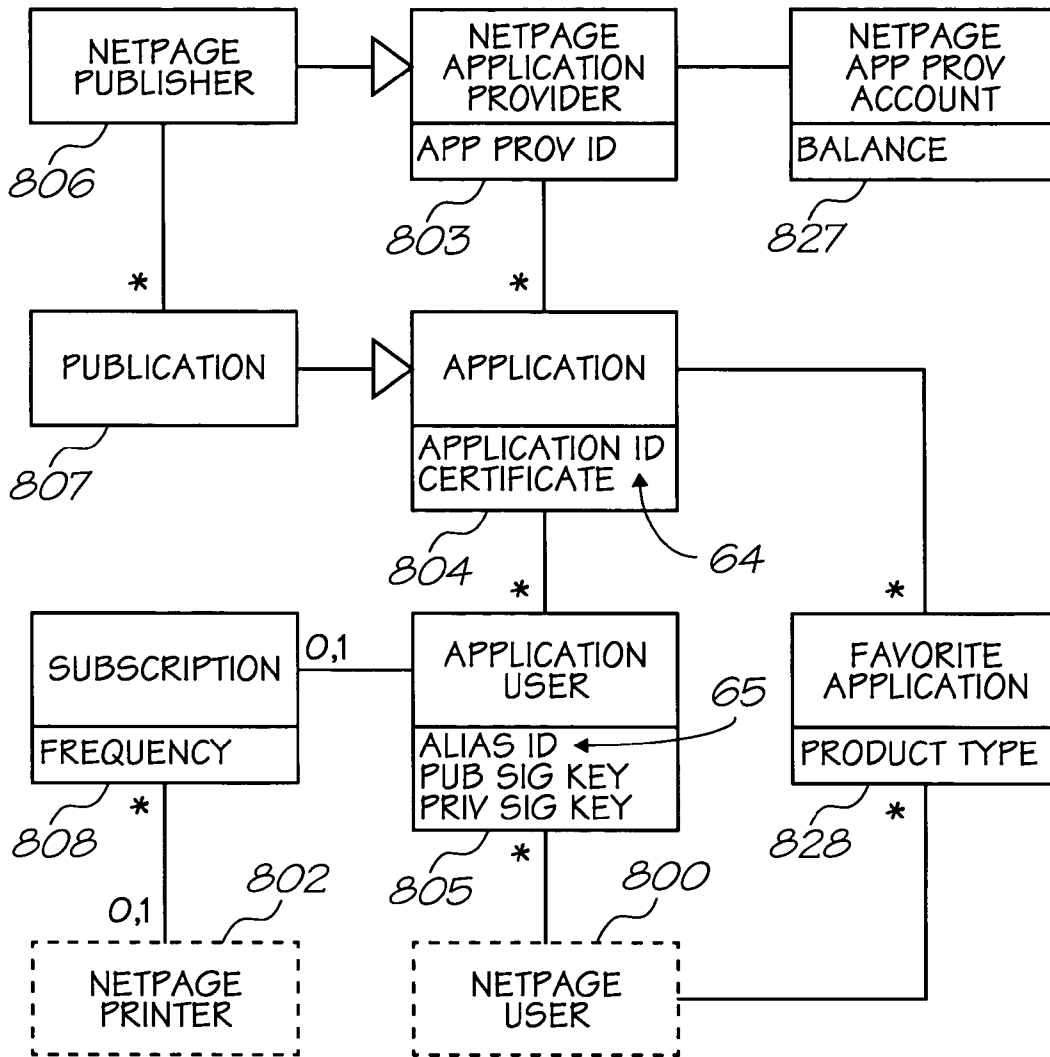 NETPAGE
PUBLISHER
NETPAGE
APPLICATION
PROVIDER
NETPAGE
APP PROV
ACCOUNT
APP PROV ID
BALANCE
806
803
827
*
*
PUBLICATION
APPLICATION
APPLICATION ID
CERTIFICATE
807
804
64
*
*
SUBSCRIPTION
0,1
APPLICATION
USER
FAVORITE
APPLICATION
65
FREQUENCY
ALIAS ID
PUB SIG KEY
PRIV SIG KEY
PRODUCT TYPE
808
*
805
*
828
*
802
800
0,1
NETPAGE
PRINTER
NETPAGE
USER